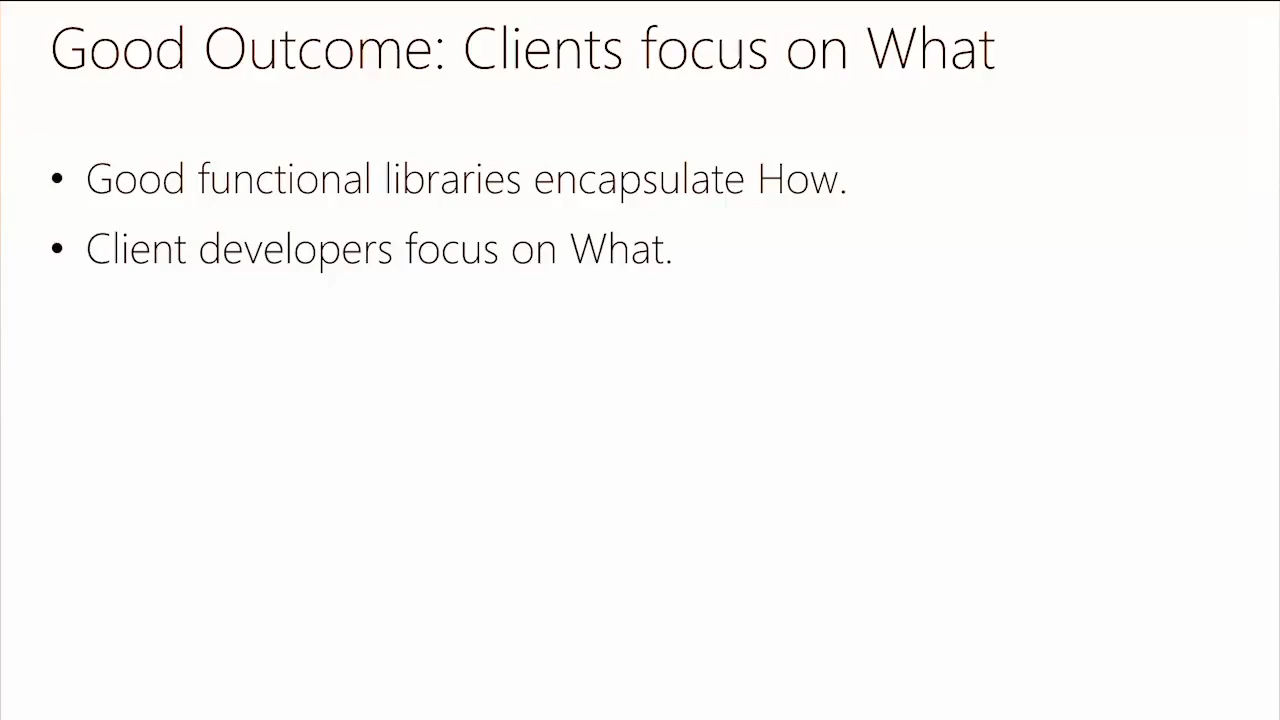 Good Outcome: Clients focus on What
• Good functional libraries encapsulate How.
• Client developers focus on What.